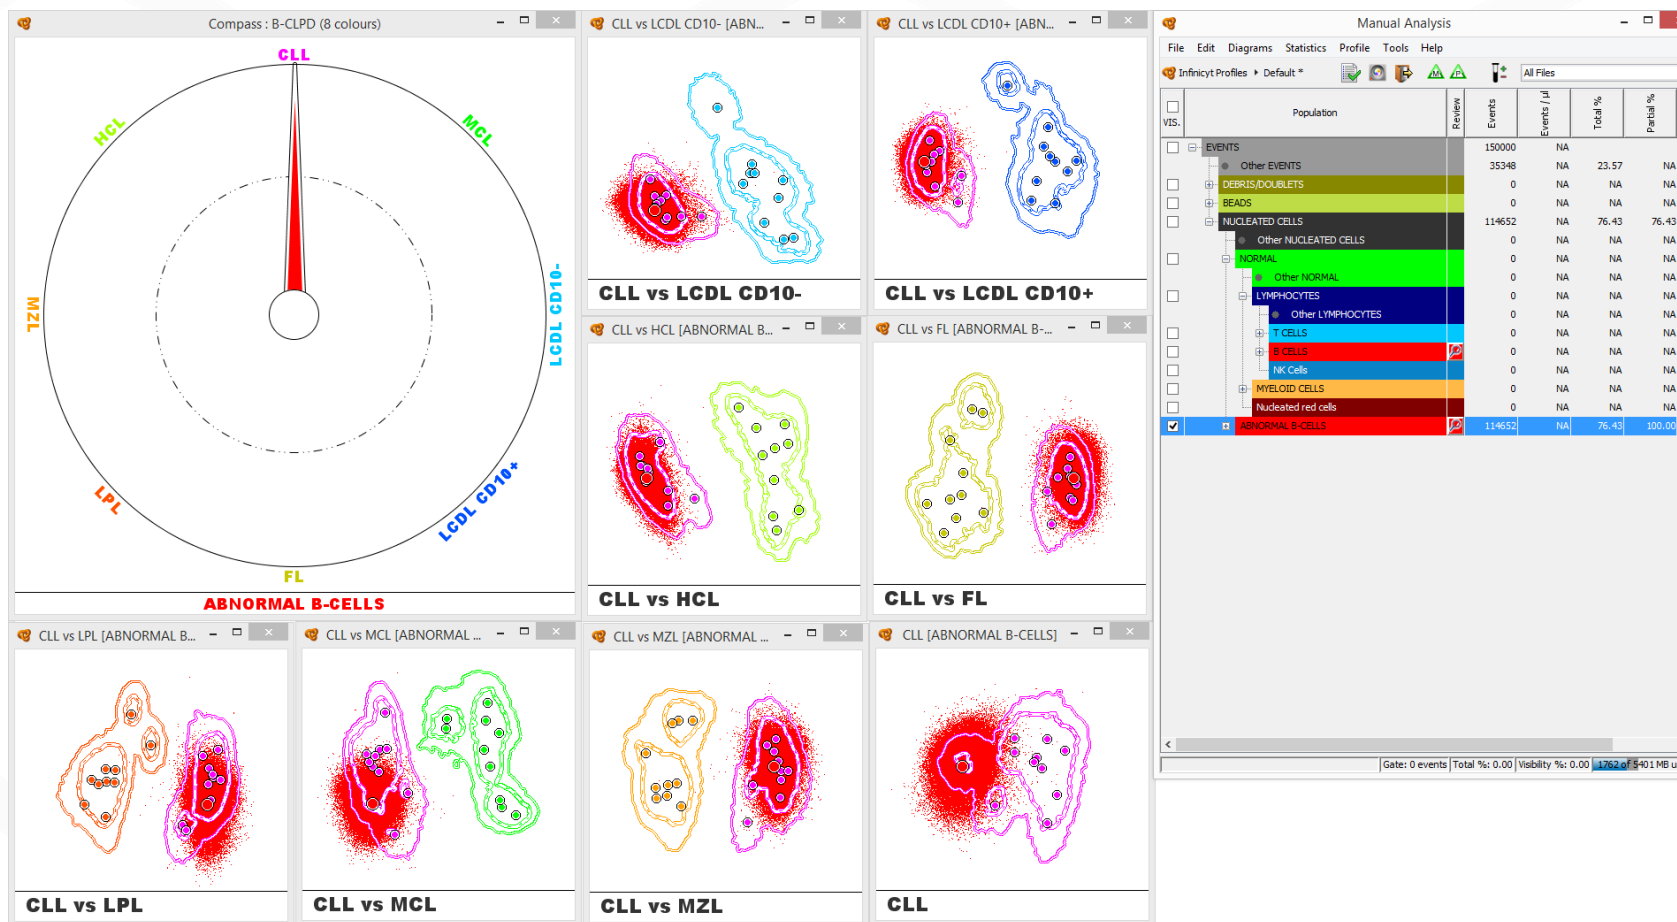 Compass : B-CLPD (8 colours)
CLL
HCL
MCL
MZL
LCDL CD10-
LPL
LCDL CD10+
FL
ABNORMAL B-CELLS
CLL vs LCDL CD10- [ABN...
CLL vs LCDL CD10-
CLL vs LCDL CD10+ [ABN...
CLL vs LCDL CD10+
CLL vs HCL [ABNORMAL B...
CLL vs HCL
CLL vs FL [ABNORMAL B-...
CLL vs FL
CLL vs LPL [ABNORMAL B...
CLL vs LPL
CLL vs MCL [ABNORMAL ...
CLL vs MCL
CLL vs MZL [ABNORMAL ...
CLL vs MZL
CLL [ABNORMAL B-CELLS]
CLL
Manual Analysis
File Edit Diagrams Statistics Profile Tools Help
Infinicyt Profiles Default * M P All Files
VIS. Population Review Events Events / µl Total % Partial %
EVENTS 150000 NA
Other EVENTS 35348 NA 23.57 NA
DEBRIS/DOUBLETS 0 NA NA NA
BEADS 0 NA NA NA
NUCLEATED CELLS 114652 NA 76.43 76.43
Other NUCLEATED CELLS 0 NA NA NA
NORMAL 0 NA NA NA
Other NORMAL 0 NA NA NA
LYMPHOCYTES 0 NA NA NA
Other LYMPHOCYTES 0 NA NA NA
T CELLS 0 NA NA NA
B CELLS 0 NA NA NA
NK Cells 0 NA NA NA
MYELOID CELLS 0 NA NA NA
Nucleated red cells 0 NA NA NA
ABNORMAL B-CELLS 114652 NA 76.43 100.00
Gate: 0 events Total %: 0.00 Visibility %: 0.00 1762 of 5401 MB u